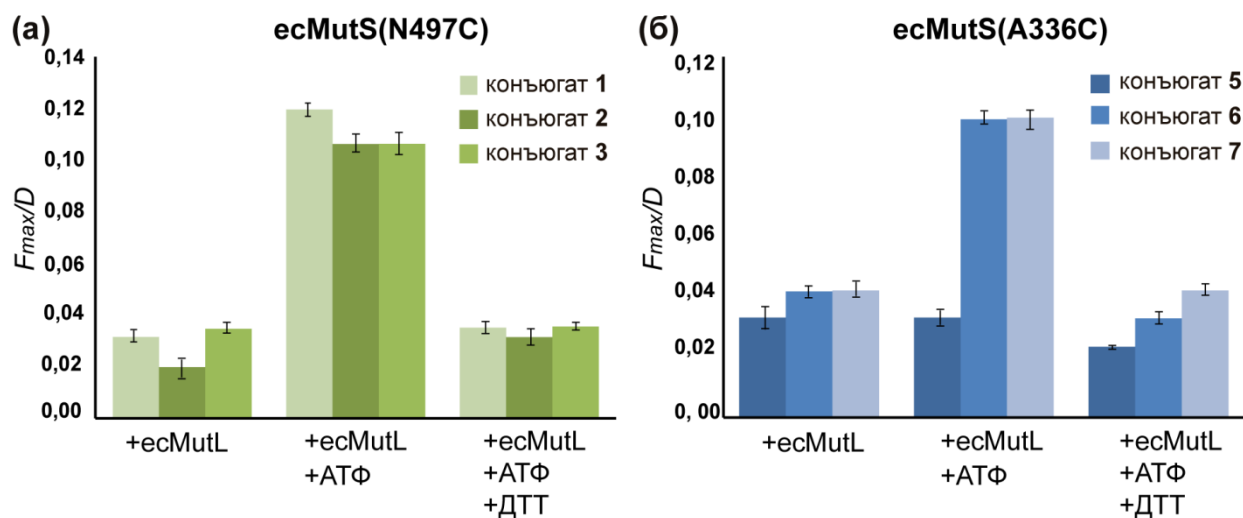 (а)
ecMutS(N497C)
0,14
0,12
0,10
0,08
0,06
0,04
0,02
0,00
Fmax/D
конъюгат 1
конъюгат 2
конъюгат 3
+ecMutL
+ecMutL
+АТФ
+ecMutL
+АТФ
+ДТТ
(б)
ecMutS(A336C)
0,12
0,10
0,08
0,06
0,04
0,02
0, 00
Fmax/D
конъюгат 5
конъюгат 6
конъюгат 7
+ecMutL
+ecMutL
+АТФ
+ecMutL
+АТФ
+ДТТ